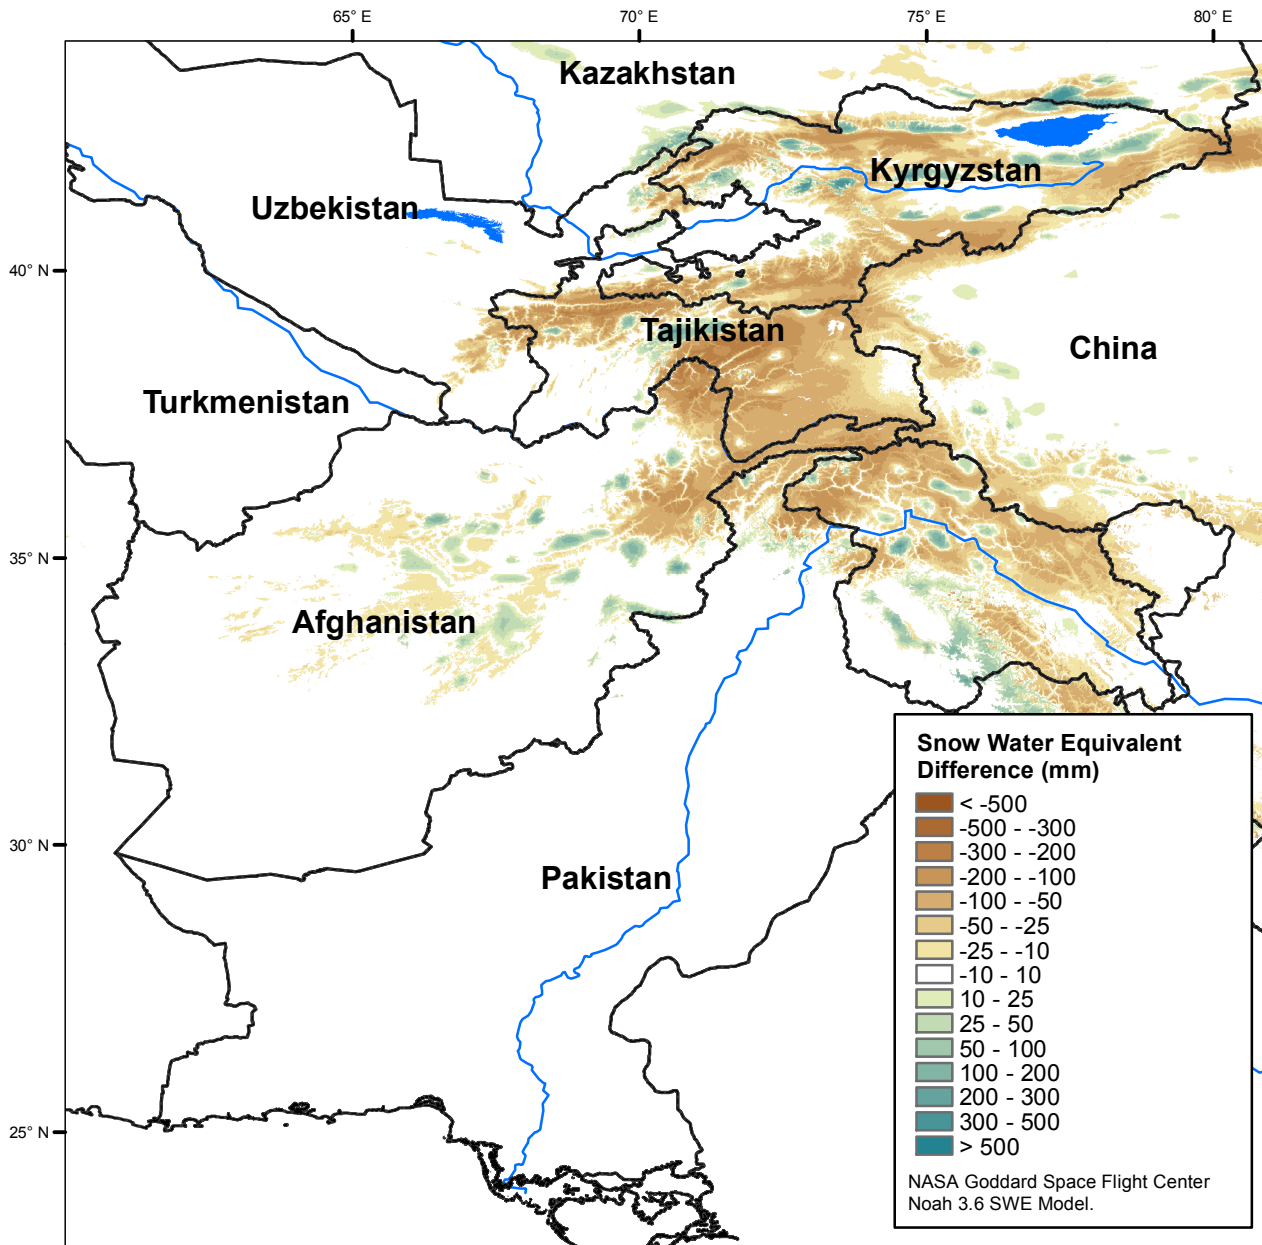 65° E
70° E
75° E
80° E
Kazakhstan
Kyrgyzstan
Uzbekistan
40° N
Tajikistan
China
Turkmenistan
35° N
Afghanistan
30° N
Pakistan
25° N
Snow Water Equivalent
Difference (mm)
< -500
-500 - -300
-300 - -200
-200 - -100
-100 - -50
-50 - -25
-25 - -10
-10 - 10
10 - 25
25 - 50
50 - 100
100 - 200
200 - 300
300 - 500
> 500
NASA Goddard Space Flight Center
Noah 3.6 SWE Model.